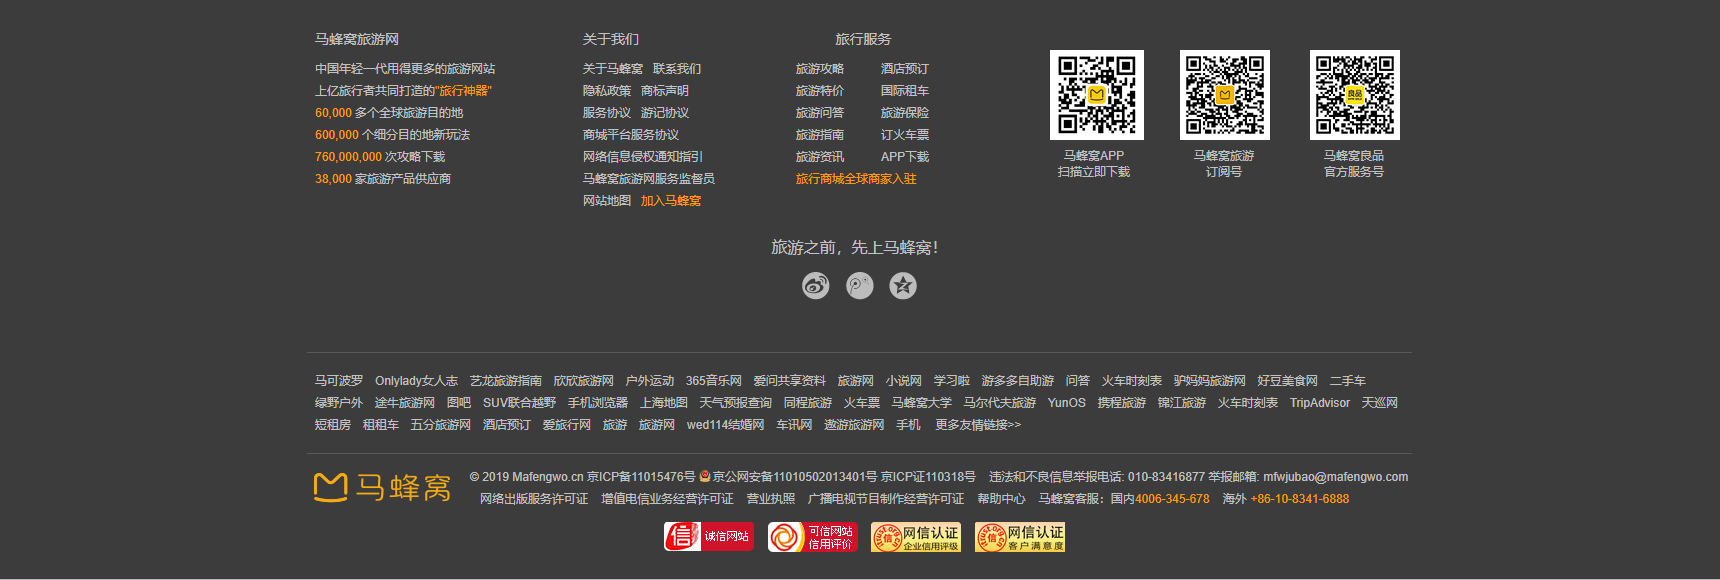 马蜂窝旅游网
中国年轻一代用得更多的旅游网站
上亿旅行者共同打造的"旅行神器"
60,000 多个全球旅游目的地
600,000 个细分目的地新玩法
760,000,000 次攻略下载
38,000 家旅游产品供应商
关于我们
关于马蜂窝 联系我们
隐私政策 商标声明
服务协议 游记协议
商城平台服务协议
网络信息侵权通知指引
马蜂窝旅游网服务监督员
网站地图 加入马蜂窝
旅行服务
旅游攻略 酒店预订
旅游特价 国际租车
旅游问答 旅游保险
旅游指南 订火车票
旅游资讯 APP下载
旅行商城全球商家入驻
良品
马蜂窝APP
扫描立即下载
马蜂窝旅游
订阅号
马蜂窝良品
官方服务号
旅游之前，先上马蜂窝！
马可波罗 Onlylady女人志 艺龙旅游指南 欣欣旅游网 户外运动 365音乐网 爱问共享资料 旅游网 小说网 学习啦 游多多自助游 问答 火车时刻表 驴妈妈旅游网 好豆美食网 二手车
绿野户外 途牛旅游网 图吧 SUV联合越野 手机浏览器 上海地图 天气预报查询 同程旅游 火车票 马蜂窝大学 马尔代夫旅游 YunOS 携程旅游 锦江旅游 火车时刻表 TripAdvisor 天巡网
短租房 租租车 五分旅游网 酒店预订 爱旅行网 旅游 旅游网 wed114结婚网 车讯网 遨游旅游网 手机 更多友情链接>>
马蜂窝
© 2019 Mafengwo.cn 京ICP备11015476号 京公网安备11010502013401号 京ICP证110318号 违法和不良信息举报电话: 010-83416877 举报邮箱: mfwjubao@mafengwo.com
网络出版服务许可证 增值电信业务经营许可证 营业执照 广播电视节目制作经营许可证 帮助中心 马蜂窝客服：国内4006-345-678 海外 +86-10-8341-6888
信 诚信网站
可信网站
信用评价
信 网信认证
企业信用评级
信 网信认证
客户满意度